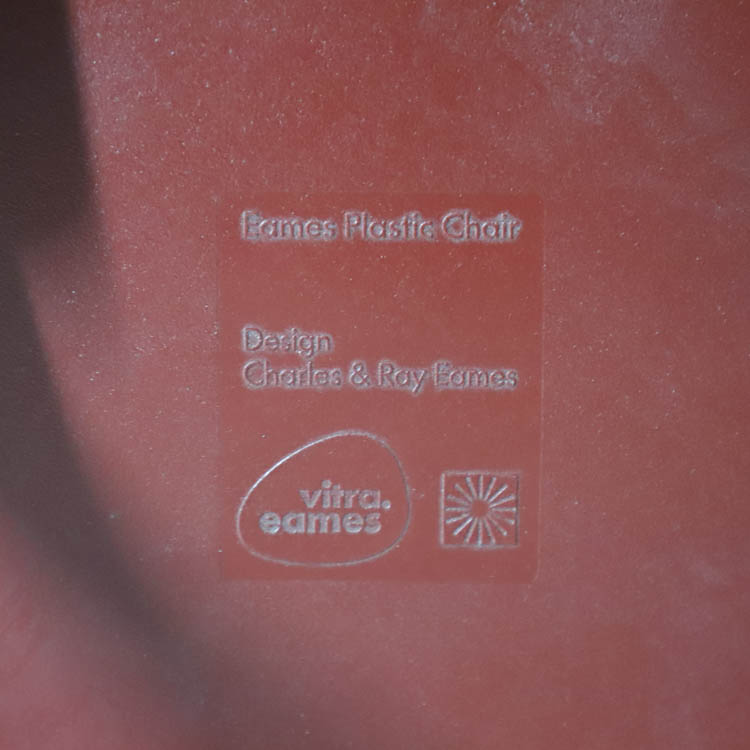 Eames Plastic Chair
Design
Charles & Ray Eames
vitra.
eames